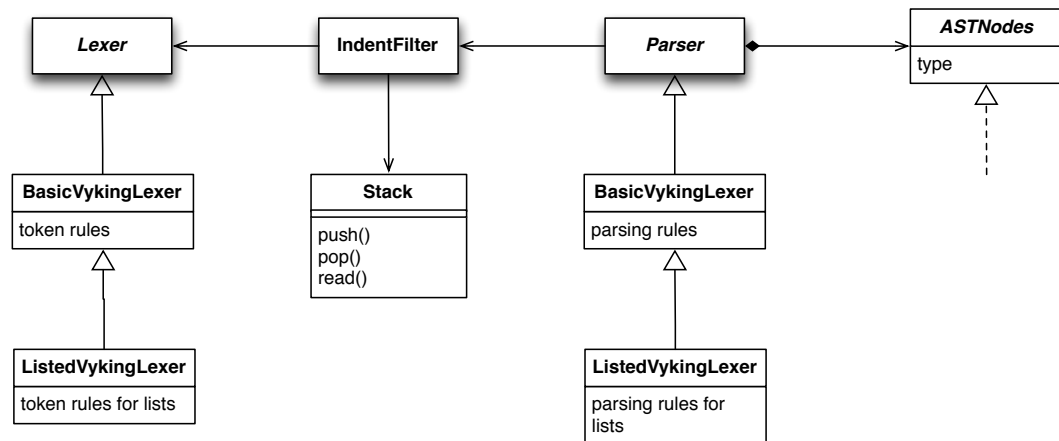 Lexer
IndentFilter
Parser
ASTNodes
type
BasicVykingLexer
token rules
Stack
push()
pop()
read()
BasicVykingLexer
parsing rules
ListedVykingLexer
token rules for lists
ListedVykingLexer
parsing rules for
lists